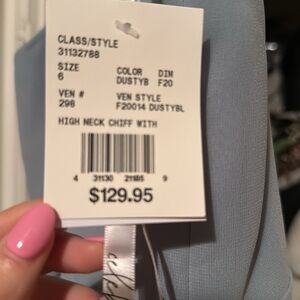 CLASS/STYLE
31132788
SIZE COLOR DIM
6 DUSTYB F20
VEN # VEN STYLE
298 F20014 DUSTYBL
HIGH NECK CHIFF WITH
4 31130 21185 9
$129.95